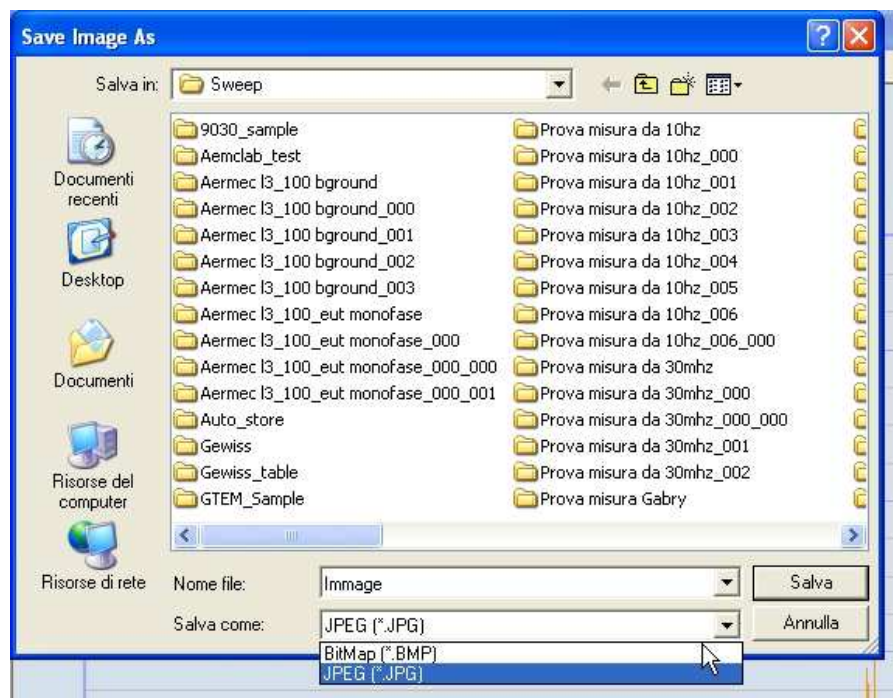 Save Image As
Salva in: Sweep
Documenti recenti
Desktop
Documenti
Risorse del computer
Risorse di rete
9030_sample
Aemclab_test
Aermec l3_100 bground
Aermec l3_100 bground_000
Aermec l3_100 bground_001
Aermec l3_100 bground_002
Aermec l3_100 bground_003
Aermec l3_100_eut monofase
Aermec l3_100_eut monofase_000
Aermec l3_100_eut monofase_000_000
Aermec l3_100_eut monofase_000_001
Auto_store
Gewiss
Gewiss_table
GTEM_Sample
Prova misura da 10hz
Prova misura da 10hz_000
Prova misura da 10hz_001
Prova misura da 10hz_002
Prova misura da 10hz_003
Prova misura da 10hz_004
Prova misura da 10hz_005
Prova misura da 10hz_006
Prova misura da 10hz_006_000
Prova misura da 30mhz
Prova misura da 30mhz_000
Prova misura da 30mhz_000_000
Prova misura da 30mhz_001
Prova misura da 30mhz_002
Prova misura Gabry
Nome file: Immage Salva
Salva come: JPEG (*.JPG) Annulla
BitMap (*.BMP)
JPEG (*.JPG)